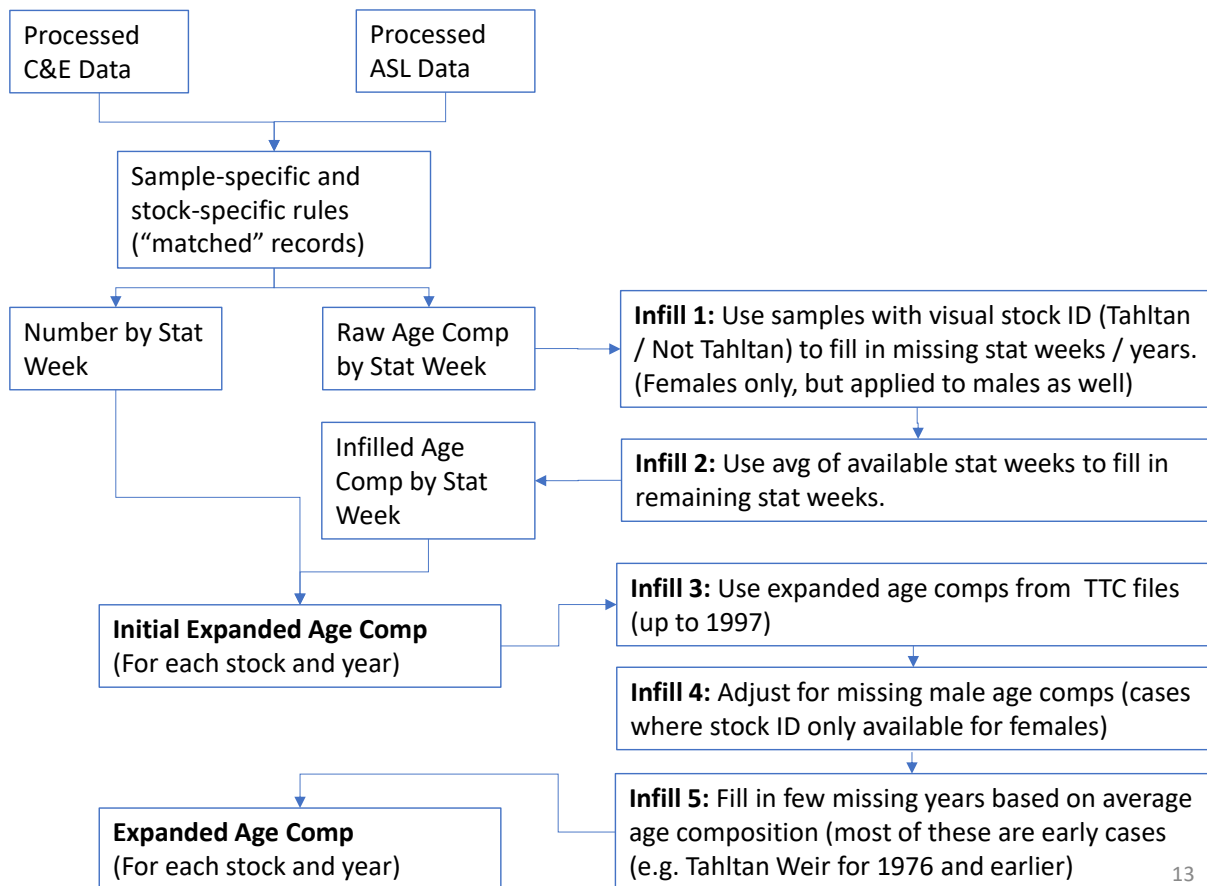 Processed
C&E Data
Processed
ASL Data
Sample-specific and
stock-specific rules
(“matched” records)
Number by Stat
Week
Raw Age Comp
by Stat Week
Infill 1: Use samples with visual stock ID (Tahltan
/ Not Tahltan) to fill in missing stat weeks / years.
(Females only, but applied to males as well)
Infilled Age
Comp by Stat
Week
Infill 2: Use avg of available stat weeks to fill in
remaining stat weeks.
Initial Expanded Age Comp
(For each stock and year)
Infill 3: Use expanded age comps from TTC files
(up to 1997)
Infill 4: Adjust for missing male age comps (cases
where stock ID only available for females)
Infill 5: Fill in few missing years based on average
age composition (most of these are early cases
(e.g. Tahltan Weir for 1976 and earlier)
Expanded Age Comp
(For each stock and year)
13